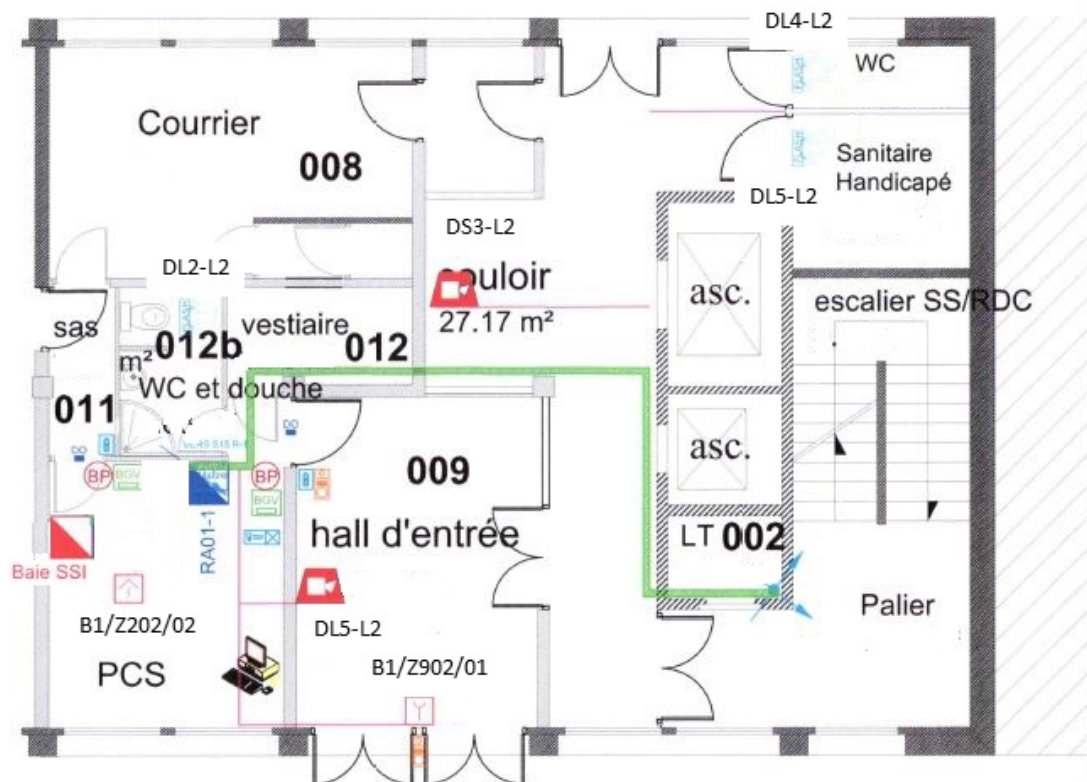 DL4-L2
WC
Courrier
008
Sanitaire
Handicapé
DL5-L2
DS3-L2
DL2-L2
couloir
27.17 m²
asc.
escalier SS/RDC
sas
vestiaire
012b
012
m²
WC et douche
011
DD
DD
asc.
009
BP
BGV
BP
BGV
hall d'entrée
LT 002
RA01-1
Baie SSI
Palier
B1/Z202/02
DL5-L2
B1/Z902/01
PCS